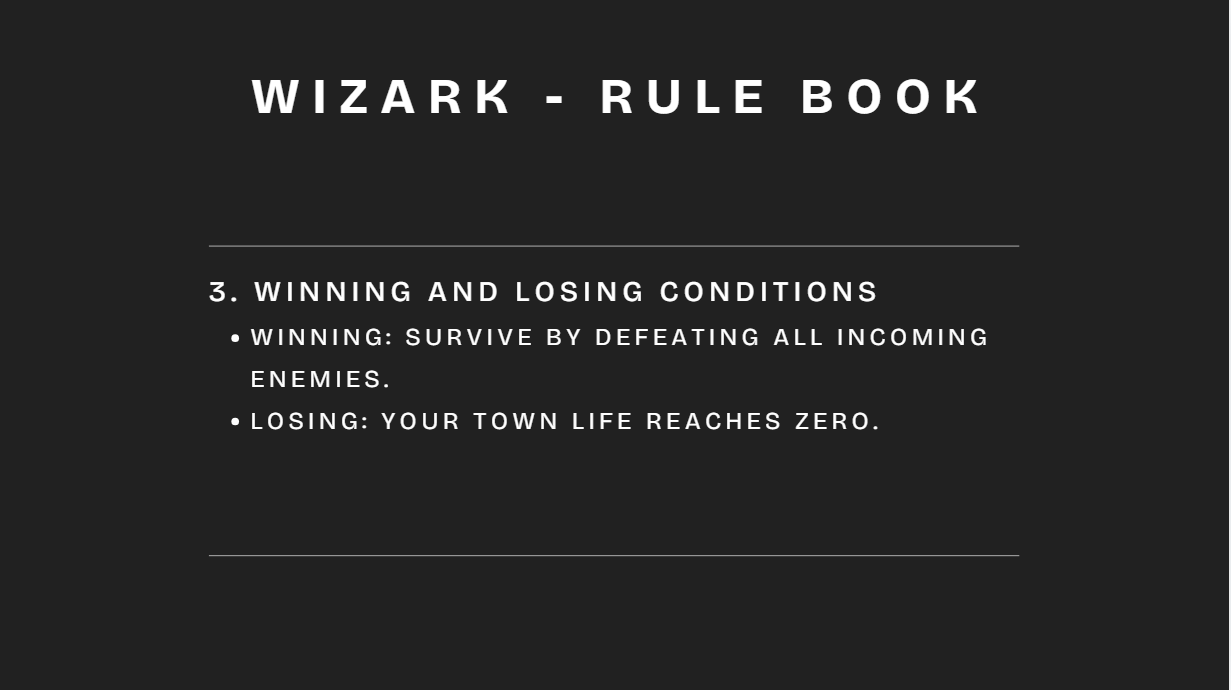 WIZARK - RULE BOOK
3. WINNING AND LOSING CONDITIONS
• WINNING: SURVIVE BY DEFEATING ALL INCOMING
ENEMIES.
• LOSING: YOUR TOWN LIFE REACHES ZERO.